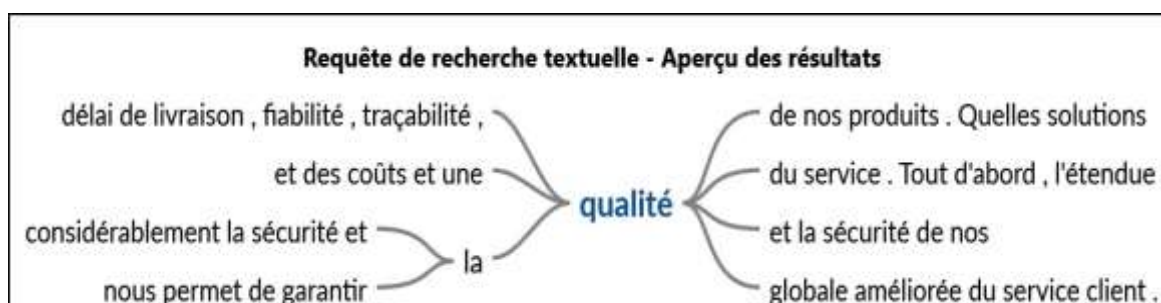 Requête de recherche textuelle - Aperçu des résultats
délai de livraison , fiabilité , traçabilité ,
et des coûts et une
considérablement la sécurité et
nous permet de garantir
la
qualité
de nos produits . Quelles solutions
du service . Tout d'abord , l'étendue
et la sécurité de nos
globale améliorée du service client .